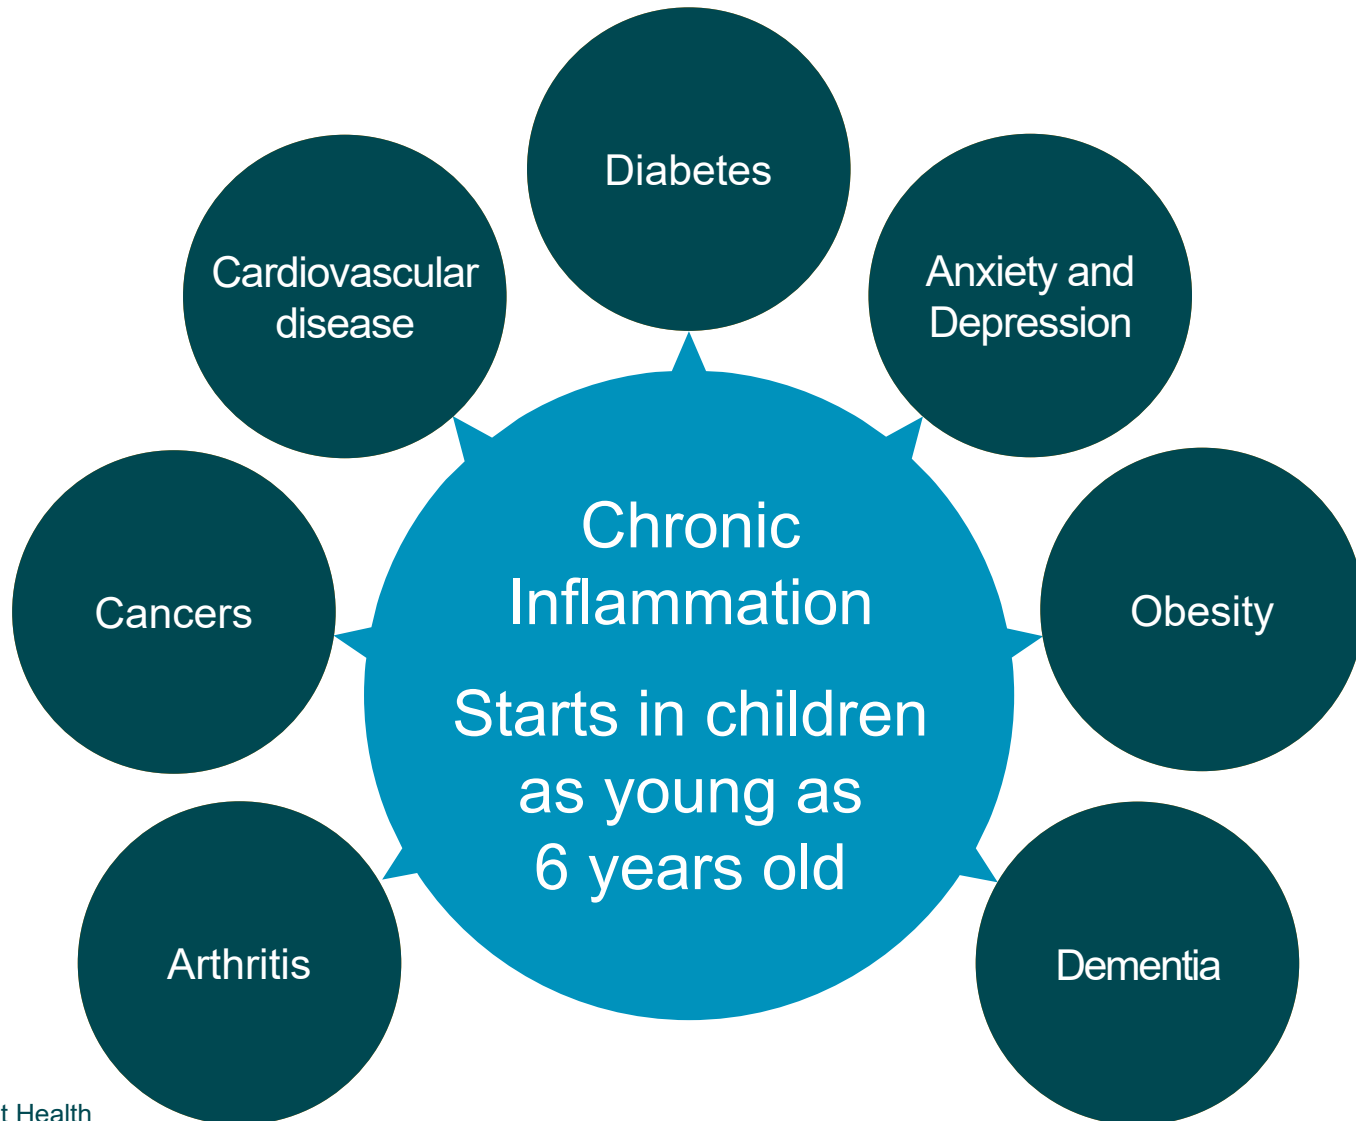 Diabetes
Cardiovascular
disease
Anxiety and
Depression
Chronic
Inflammation
Starts in children
as young as
6 years old
Cancers
Obesity
Arthritis
Dementia
t Health